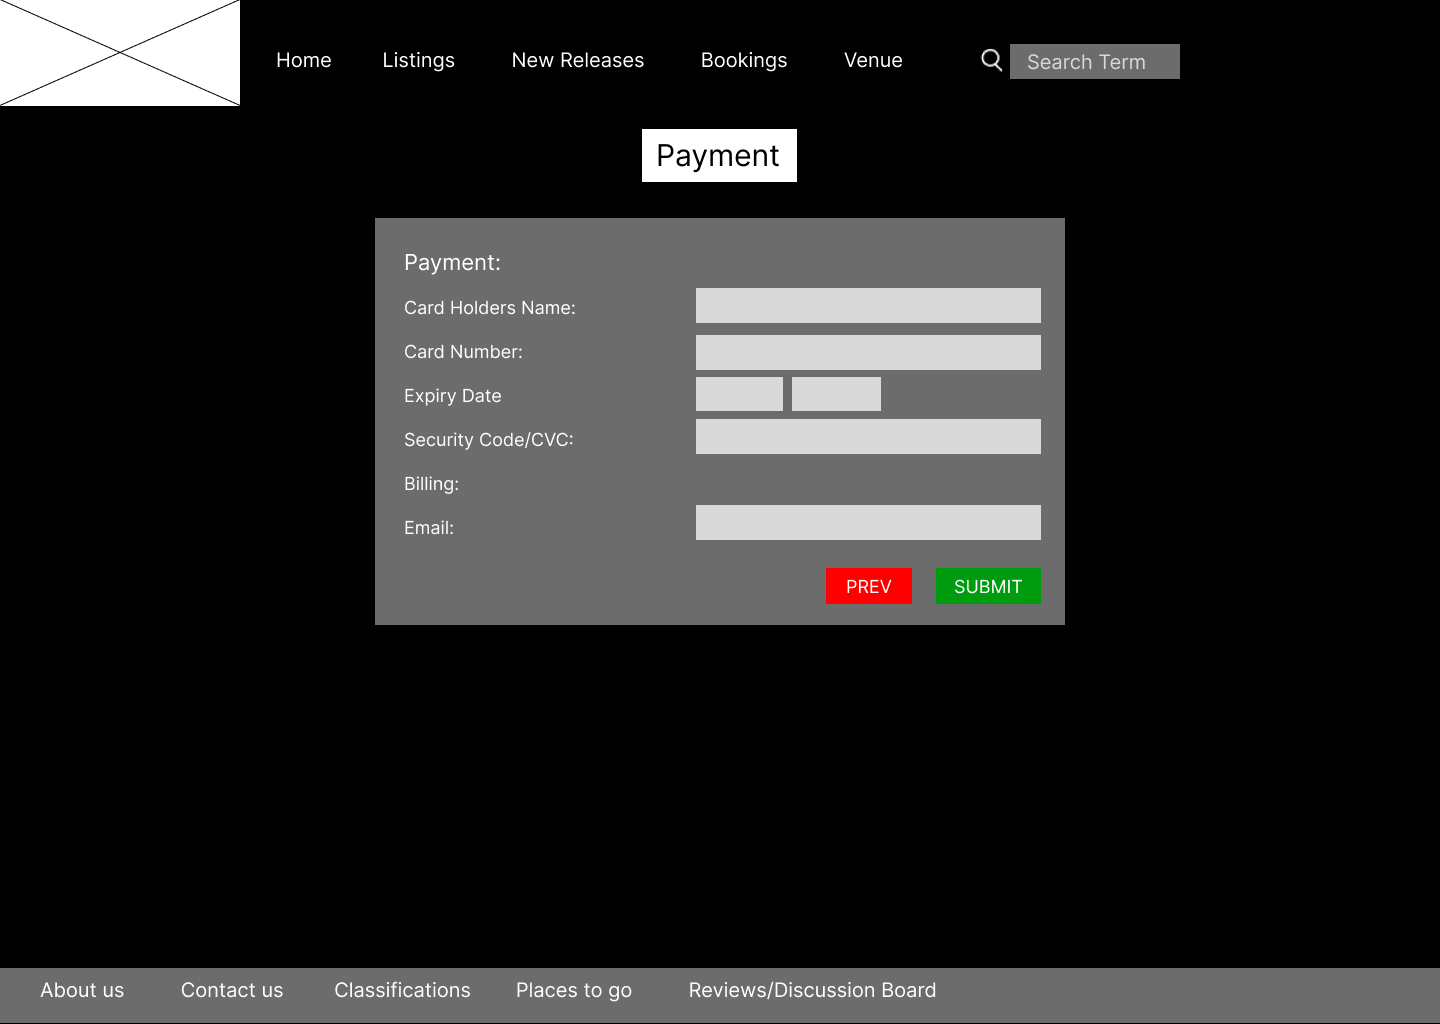 Home Listings New Releases Bookings Venue Search Term
Payment
Payment:
Card Holders Name:
Card Number:
Expiry Date
Security Code/CVC:
Billing:
Email:
PREV SUBMIT
About us Contact us Classifications Places to go Reviews/Discussion Board